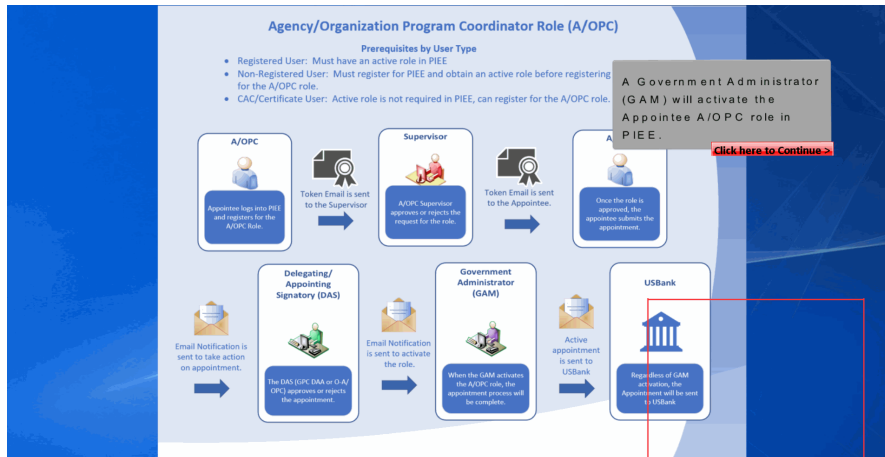 Agency/Organization Program Coordinator Role (A/OPC)
Prerequisites by User Type
• Registered User: Must have an active role in PIEE
• Non-Registered User: Must register for PIEE and obtain an active role before registering
for the A/OPC role.
• CAC/Certificate User: Active role is not required in PIEE, can register for the A/OPC role.
A Government Administrator
(GAM) will activate the
Appointee A/OPC role in
PIEE.
Click here to Continue >
A/OPC
Appointee logs into PIEE
and registers for the
A/OPC Role.
Token Email is sent
to the Supervisor
Supervisor
A/OPC Supervisor
approves or rejects the
request for the role.
Token Email is sent
to the Appointee.
A
Once the role is
approved, the
appointee submits the
appointment.
Email Notification is
sent to take action
on appointment.
Delegating/
Appointing
Signatory (DAS)
The DAS (GPC DAA or O-A/
OPC) approves or rejects
the appointment.
Email Notification
is sent to activate
the role.
Government
Administrator
(GAM)
When the GAM activates
the A/OPC role, the
appointment process will
be complete.
Active
appointment
is sent to
USBank
USBank
Regardless of GAM
activation, the
Appointment will be sent
to USBank